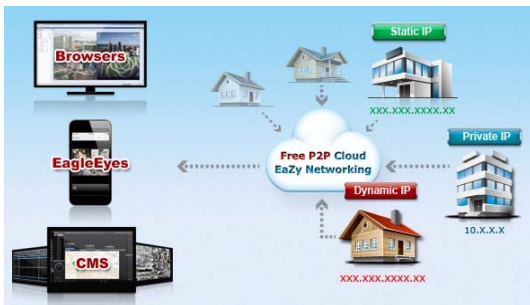 Browsers
Static IP
XXX.XXX.XXXX.XX
EagleEyes
Free P2P Cloud
EaZy Networking
Private IP
10.X.X.X
Dynamic IP
XXX.XXX.XXXX.XX
CMS